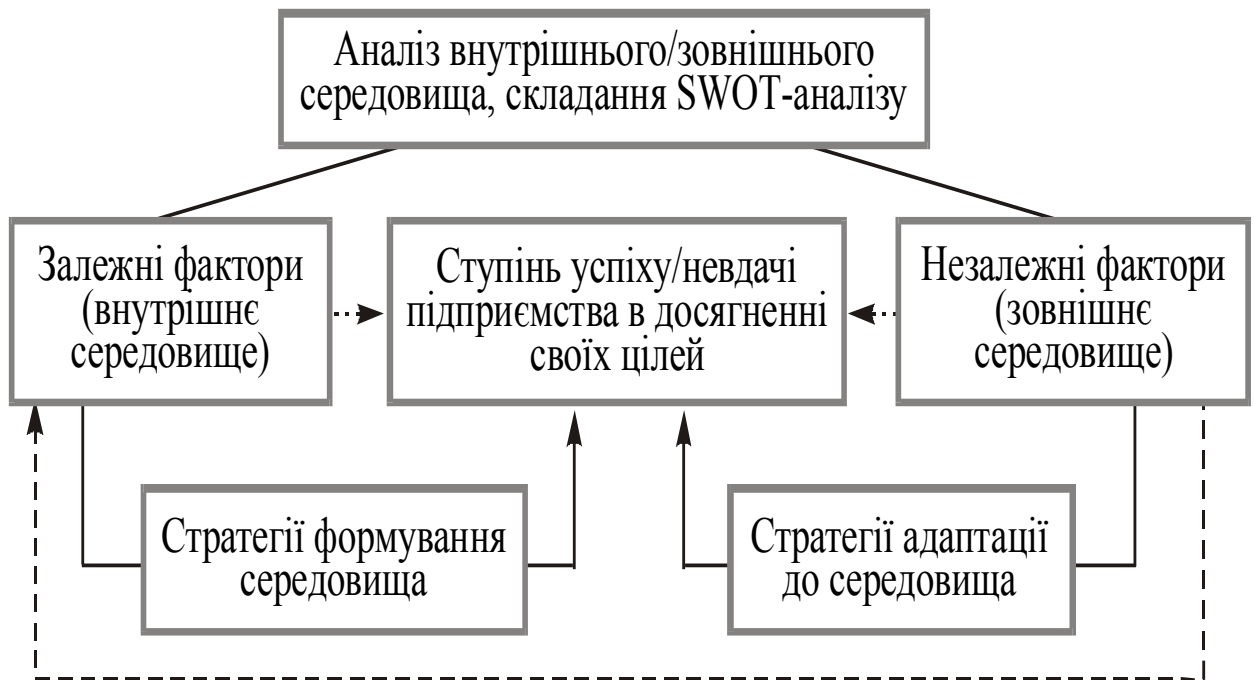 Аналіз внутрішнього/зовнішнього
середовища, складання SWOT-аналізу
Залежні фактори
(внутрішнє
середовище)
Ступінь успіху/невдачі
підприємства в досягненні
своїх цілей
Незалежні фактори
(зовнішнє
середовище)
Стратегії формування
середовища
Стратегії адаптації
до середовища